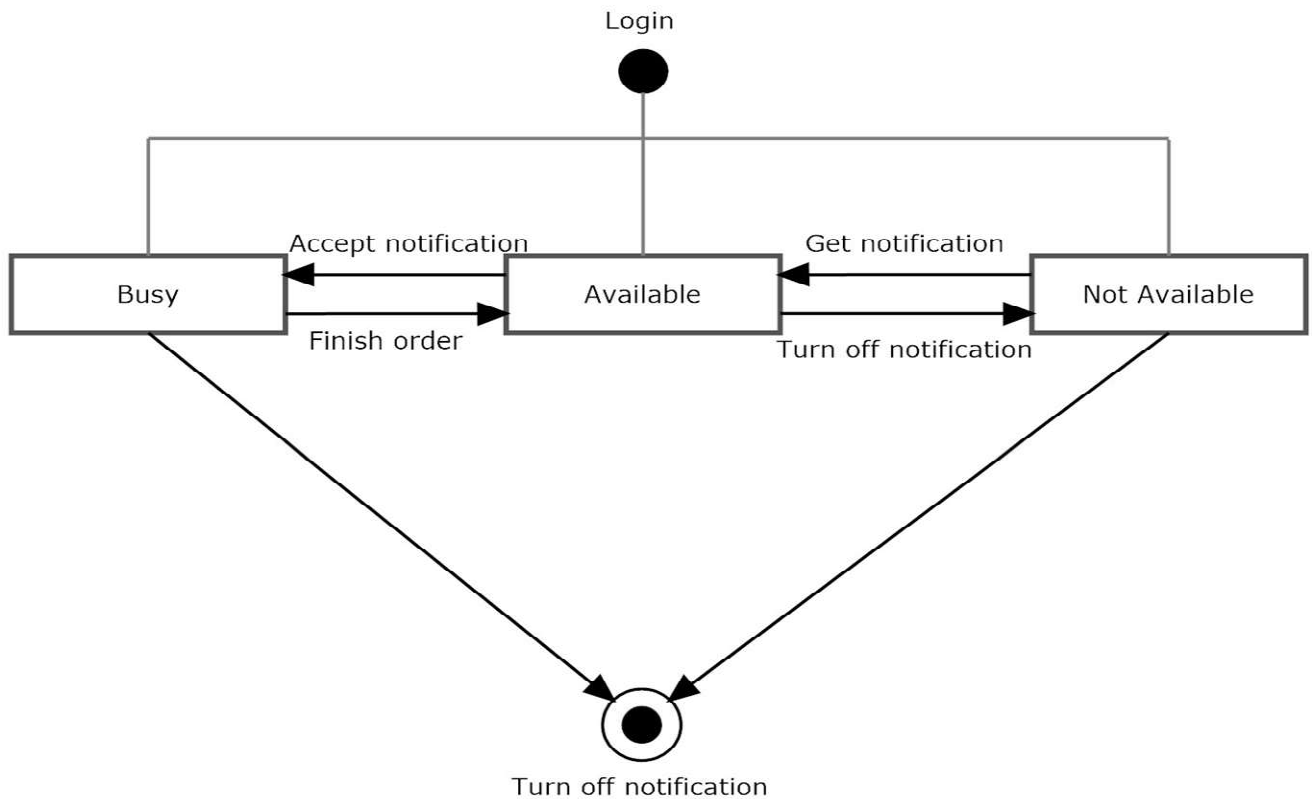 Login
Accept notification
Get notification
Busy
Available
Not Available
Finish order
Turn off notification
Turn off notification